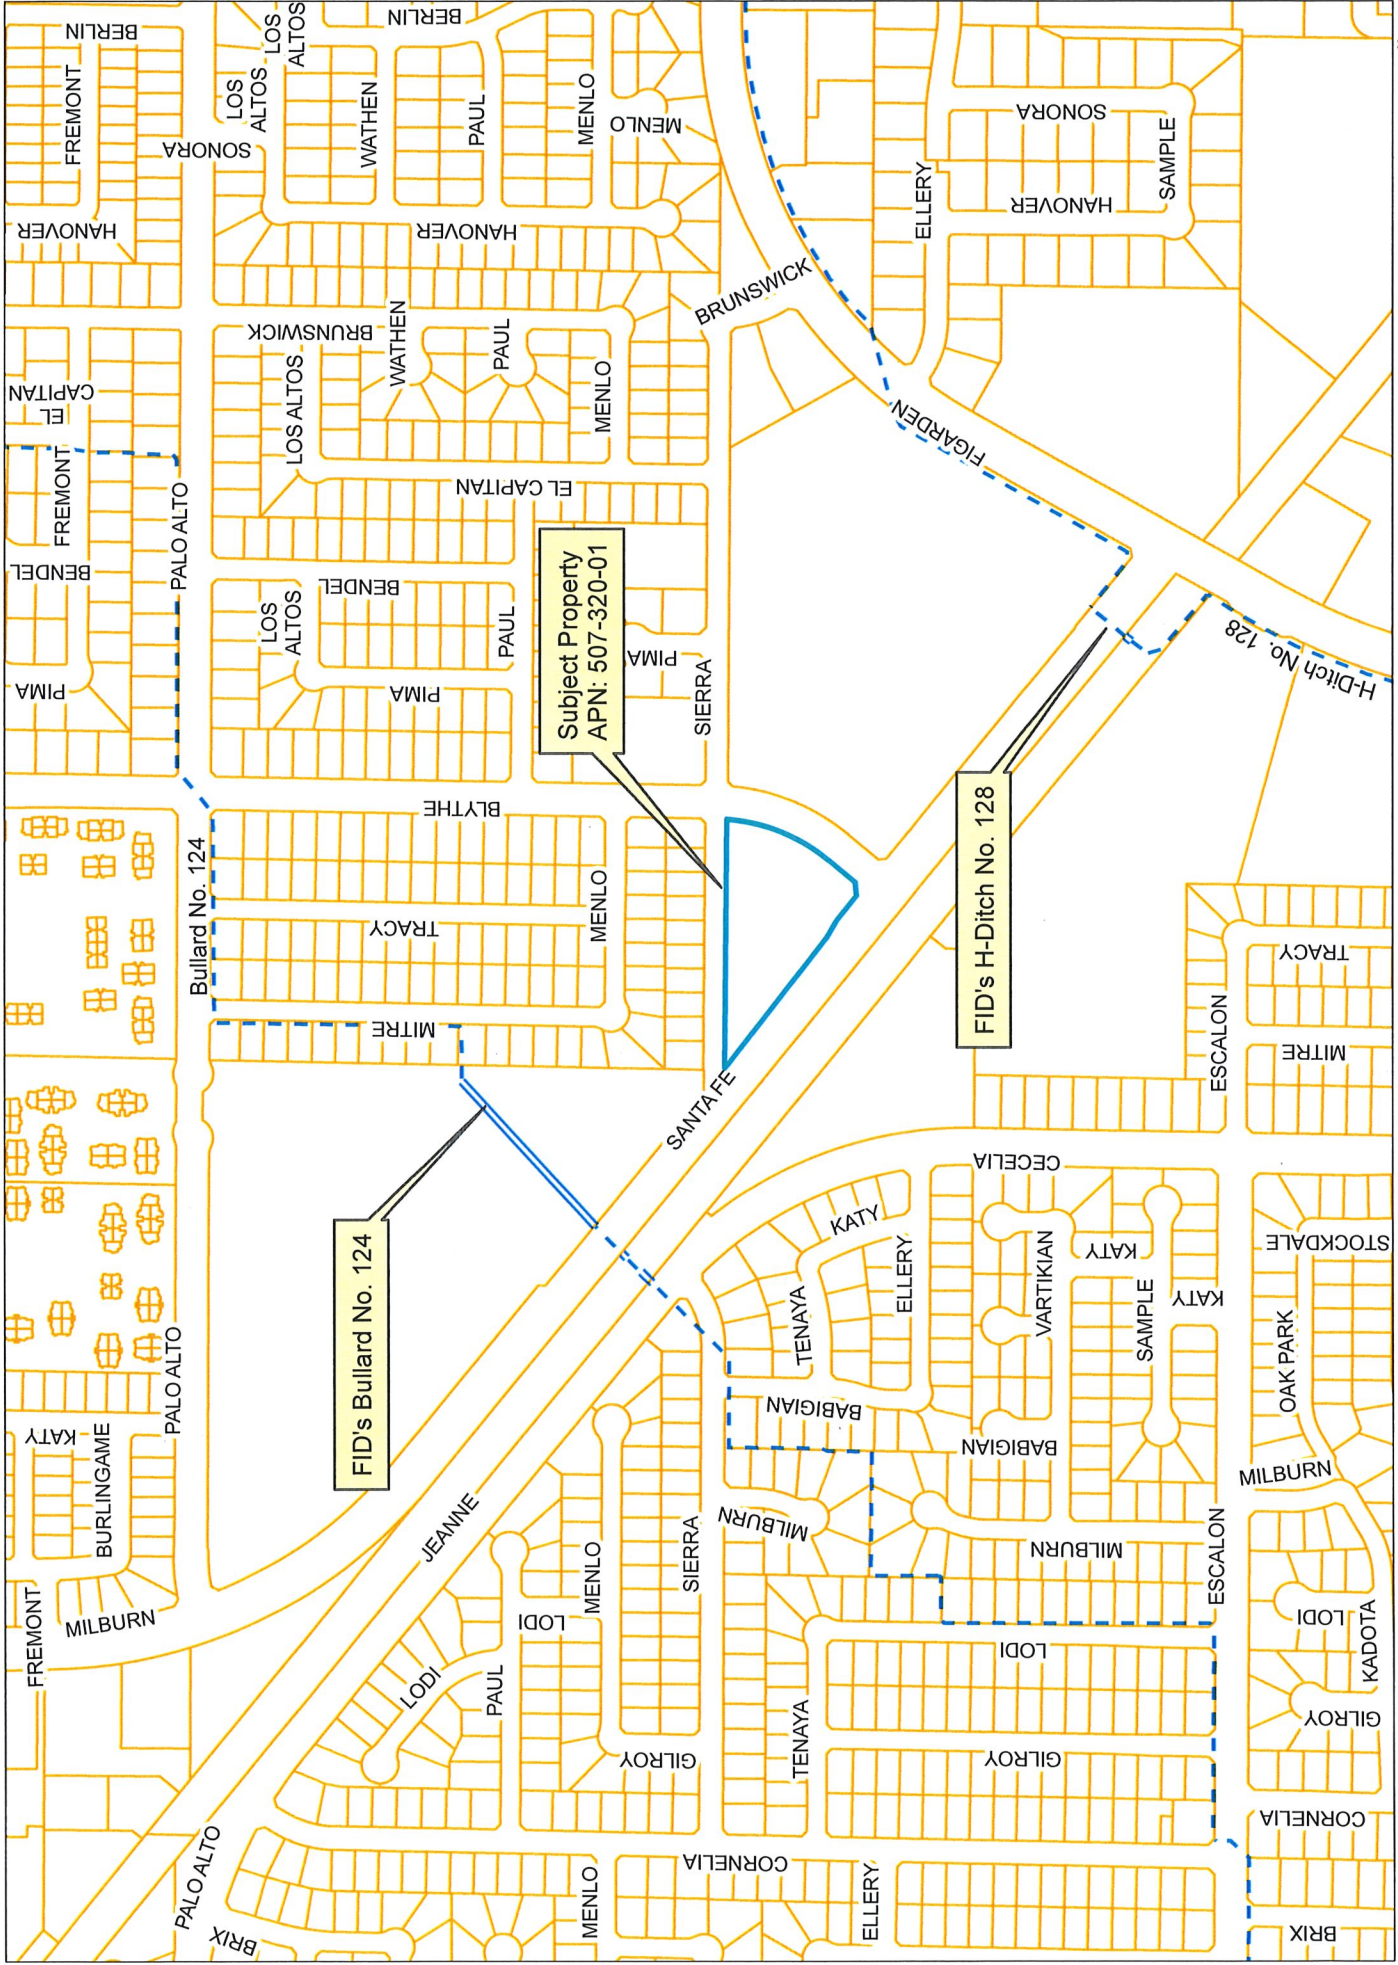 FREMONT
PIMA
BENDEL
EL
CAPITAN
HANOVER
KATY
FREMONT
FREMONT
BERLIN
MILBURN
BURLINGAME
PALO ALTO
PALO ALTO
PALO ALTO
PALO ALTO
Bullard No. 124
SONORA
BRIX
LOS
ALTOS
LOS
ALTOS
LOS
ALTOS
LOS ALTOS
BRUNSWICK
FID's Bullard No. 124
BENDEL
WATHEN
WATHEN
MITRE
TRACY
PIMA
BERLIN
LODI
JEANNE
BLYTHE
HANOVER
PAUL
PAUL
PAUL
PAUL
EL CAPITAN
LODI
MENLO
MENLO
MENLO
MENLO
MENLO
MENLO
Subject Property
APN: 507-320-01
GILROY
PIMA
SIERRA
SIERRA
SANTA FE
CORNELIA
MILBURN
BRUNSWICK
TENAYA
TENAYA
BABIGIAN
KATY
ELLERY
ELLERY
ELLERY
FIGARDEN
FID's H-Ditch No. 128
GILROY
LODI
BABIGIAN
CECELIA
VARTIKIAN
HANOVER
SONORA
MILBURN
KATY
SAMPLE
SAMPLE
KATY
ESCALON
ESCALON
H-Ditch No. 128
MILBURN
OAK PARK
BRIX
CORNELIA
GILROY
LODI
KADOTA
STOCKDALE
MITRE
TRACY